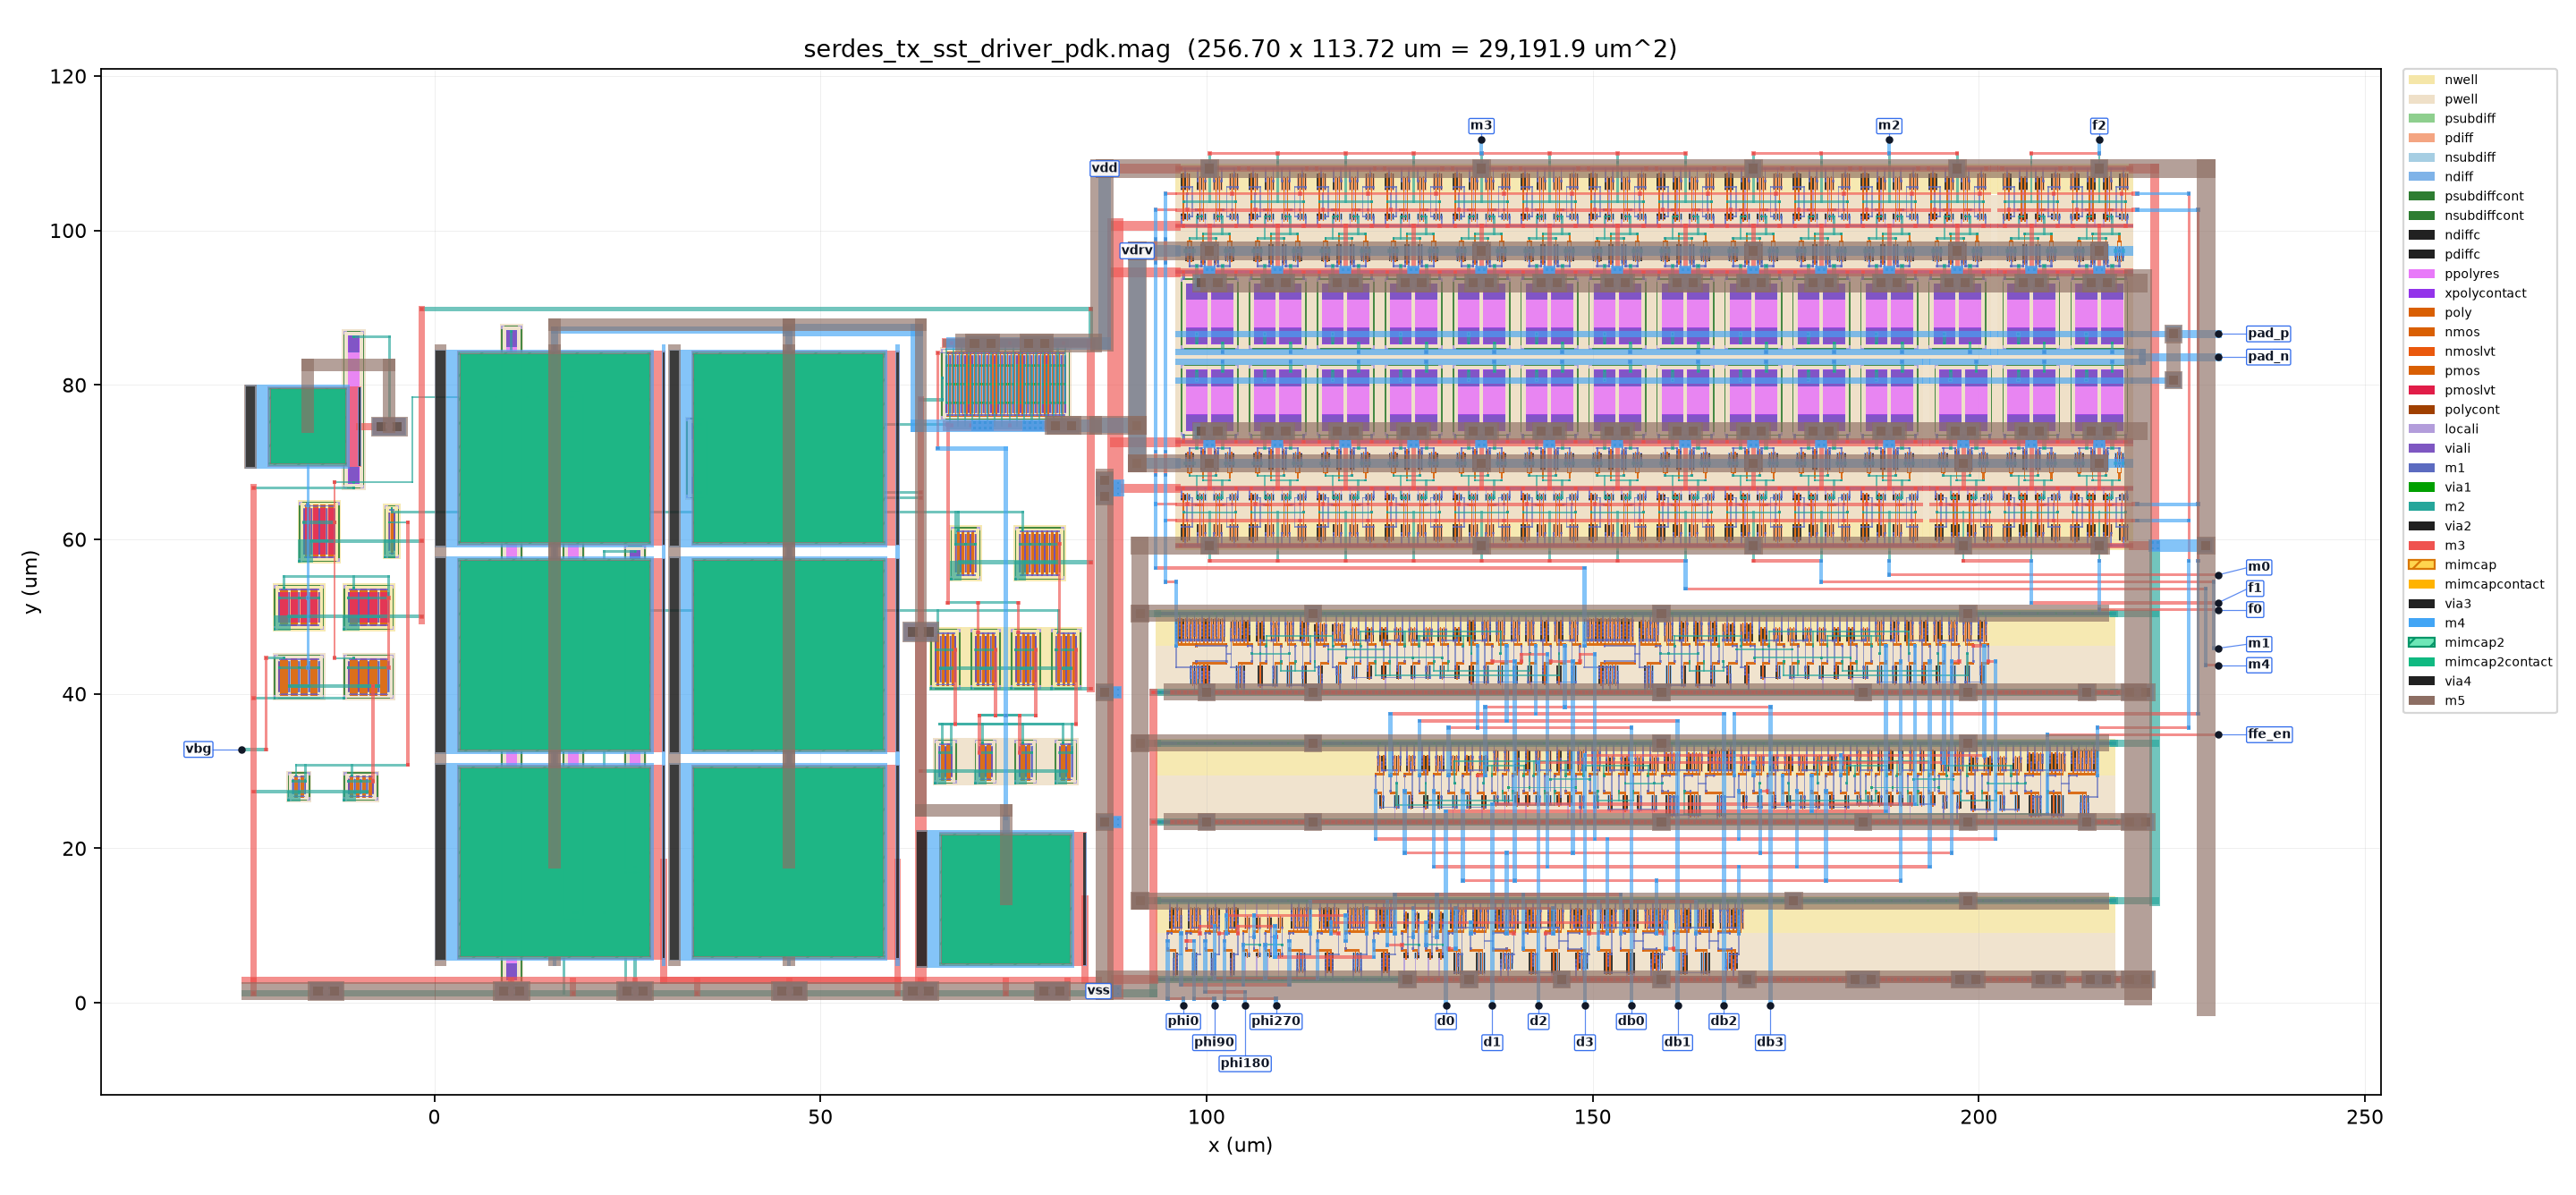 serdes_tx_sst_driver_pdk.mag  (256.70 x 113.72 um = 29,191.9 um^2)
120
100
80
60
40
20
0
y (um)
0
50
100
150
200
250
x (um)
m3
m2
f2
vdd
vdrv
pad_p
pad_n
m0
f1
f0
m1
m4
ffe_en
vbg
vss
phi0
phi90
phi180
phi270
d0
d1
d2
d3
db0
db1
db2
db3
nwell
pwell
psubdiff
pdiff
nsubdiff
ndiff
psubdiffcont
nsubdiffcont
ndiffc
pdiffc
ppolyres
xpolycontact
poly
nmos
nmoslvt
pmos
pmoslvt
polycont
locali
viali
m1
via1
m2
via2
m3
mimcap
mimcapcontact
via3
m4
mimcap2
mimcap2contact
via4
m5